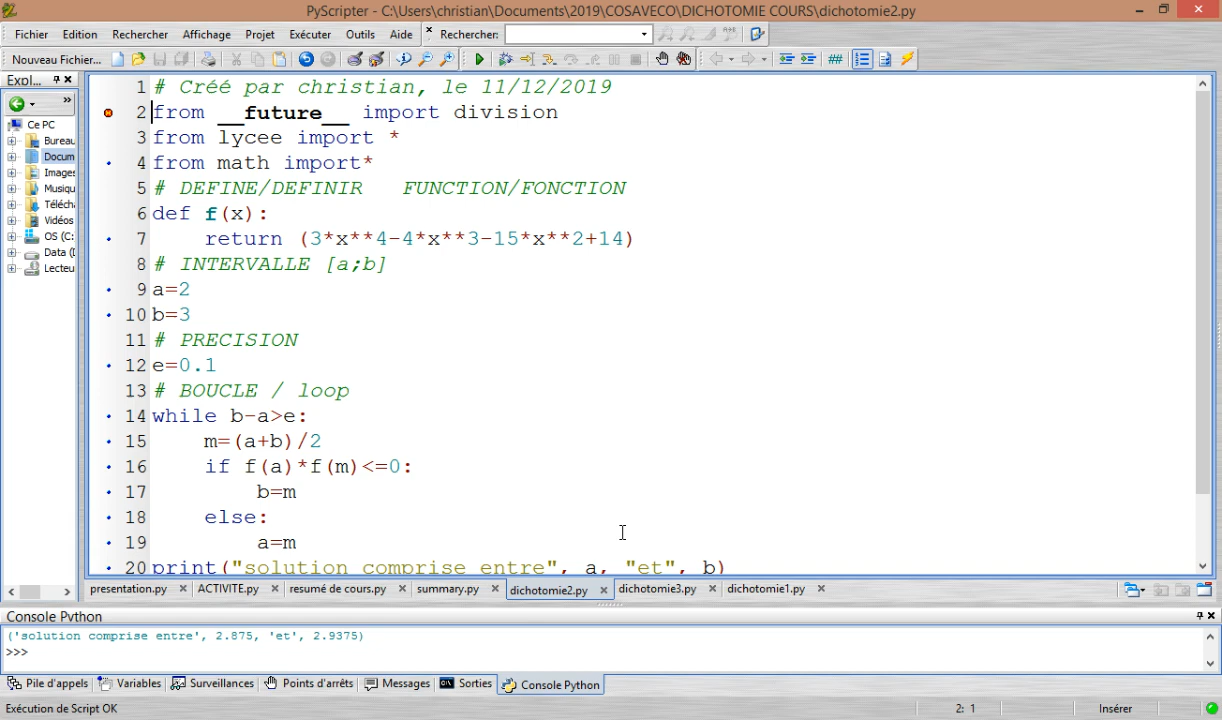 PyScripter - C:\Users\christian\Documents\2019\COSAVECO\DICHOTOMIE COURS\dichotomie2.py
Fichier Edition Rechercher Affichage Projet Exécuter Outils Aide Rechercher:
Nouveau Fichier...
Expl...
Ce PC
Bureau
Docum
Images
Musiqu
Téléch
Vidéos
OS (C:
Data (D
Lecteu
1 # Créé par christian, le 11/12/2019
2 from __future__ import division
3 from lycee import *
4 from math import*
5 # DEFINE/DEFINIR FUNCTION/FONCTION
6 def f(x):
7 return (3*x**4-4*x**3-15*x**2+14)
8 # INTERVALLE [a;b]
9 a=2
10 b=3
11 # PRECISION
12 e=0.1
13 # BOUCLE / loop
14 while b-a>e:
15 m=(a+b)/2
16 if f(a)*f(m)<=0:
17 b=m
18 else:
19 a=m
20 print("solution comprise entre", a, "et", b)
presentation.py ACTIVITE.py resumé de cours.py summary.py dichotomie2.py dichotomie3.py dichotomie1.py
Console Python
('solution comprise entre', 2.875, 'et', 2.9375)
>>>
Pile d'appels Variables Surveillances Points d'arrêts Messages Sorties Console Python
Exécution de Script OK 2: 1 Insérer